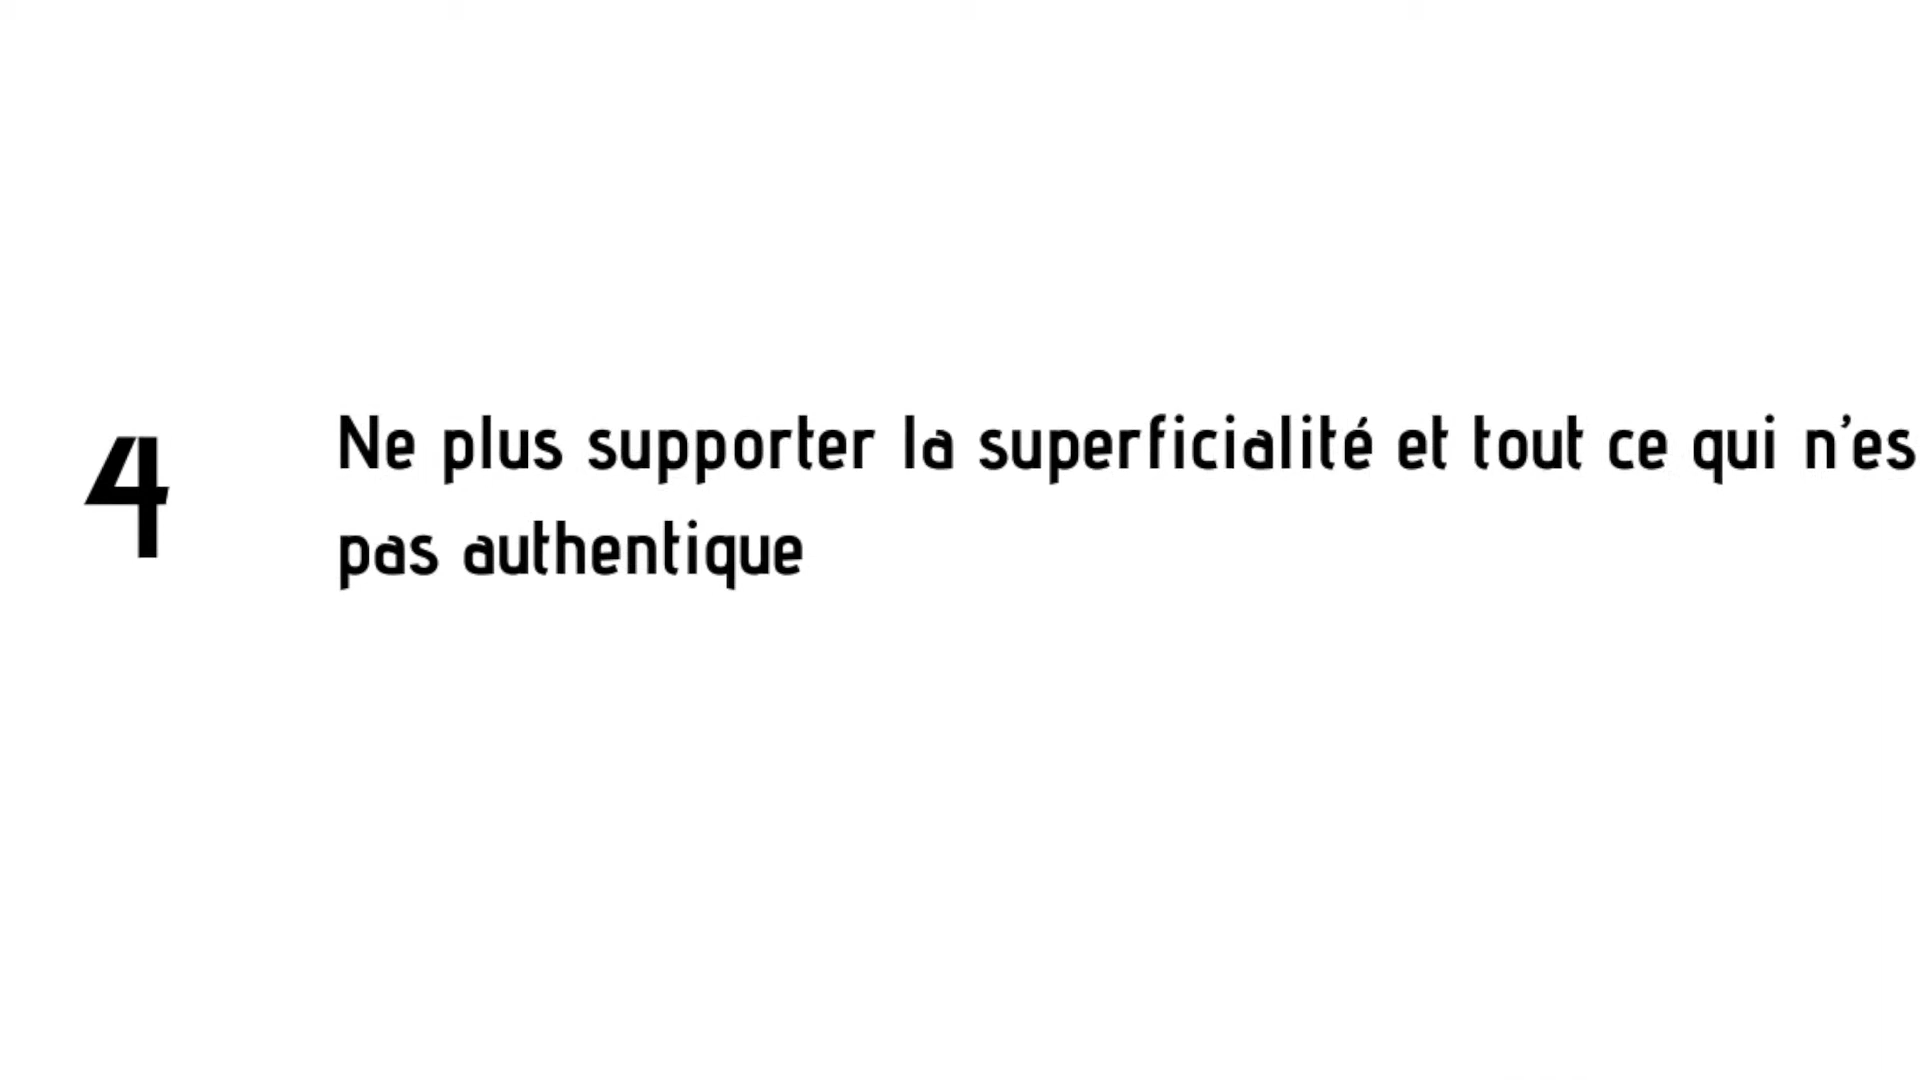 4
Ne plus supporter la superficialité et tout ce qui n’es
pas authentique